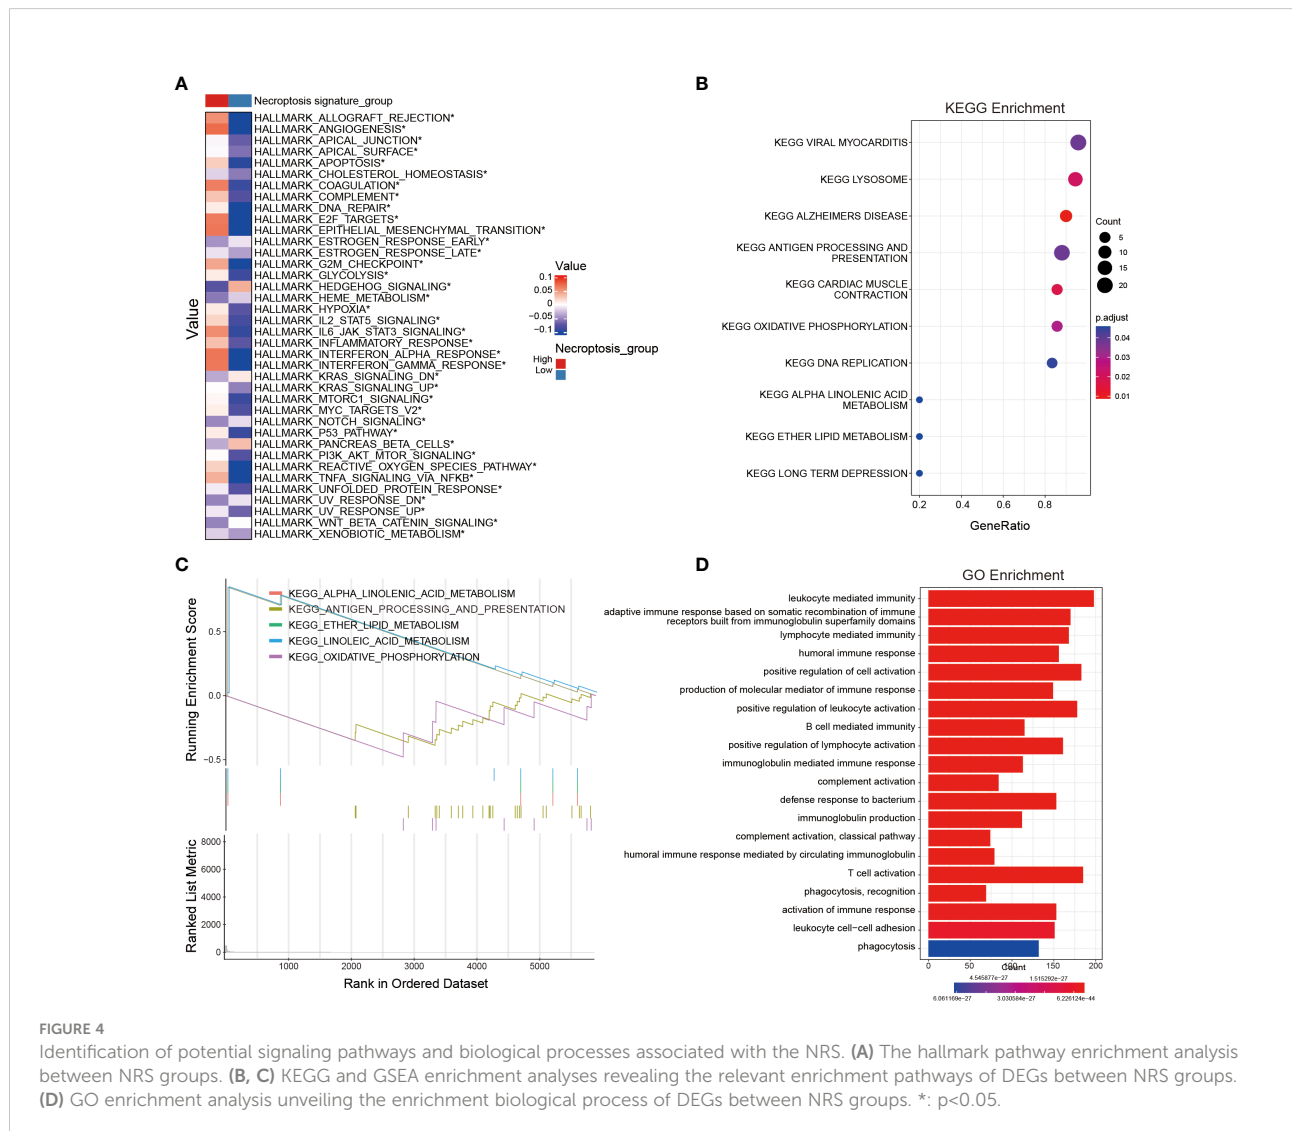 A
Necroptosis signature_group
HALLMARK_ALLOGRAFT_REJECTION*
HALLMARK_ANGIOGENESIS*
HALLMARK_APICAL_JUNCTION*
HALLMARK_APICAL_SURFACE*
HALLMARK_APOPTOSIS*
HALLMARK_CHOLESTEROL_HOMEOSTASIS*
HALLMARK_COAGULATION*
HALLMARK_COMPLEMENT*
HALLMARK_DNA_REPAIR*
HALLMARK_E2F_TARGETS*
HALLMARK_EPITHELIAL_MESENCHYMAL_TRANSITION*
HALLMARK_ESTROGEN_RESPONSE_EARLY*
HALLMARK_ESTROGEN_RESPONSE_LATE*
HALLMARK_G2M_CHECKPOINT*
HALLMARK_GLYCOLYSIS*
HALLMARK_HEDGEHOG_SIGNALING*
HALLMARK_HEME_METABOLISM*
HALLMARK_HYPOXIA*
HALLMARK_IL2_STAT5_SIGNALING*
HALLMARK_IL6_JAK_STAT3_SIGNALING*
HALLMARK_INFLAMMATORY_RESPONSE*
HALLMARK_INTERFERON_ALPHA_RESPONSE*
HALLMARK_INTERFERON_GAMMA_RESPONSE*
HALLMARK_KRAS_SIGNALING_DN*
HALLMARK_KRAS_SIGNALING_UP*
HALLMARK_MTORC1_SIGNALING*
HALLMARK_MYC_TARGETS_V2*
HALLMARK_NOTCH_SIGNALING*
HALLMARK_P53_PATHWAY*
HALLMARK_PANCREAS_BETA_CELLS*
HALLMARK_PI3K_AKT_MTOR_SIGNALING*
HALLMARK_REACTIVE_OXYGEN_SPECIES_PATHWAY*
HALLMARK_TNFA_SIGNALING_VIA_NFKB*
HALLMARK_UNFOLDED_PROTEIN_RESPONSE*
HALLMARK_UV_RESPONSE_DN*
HALLMARK_UV_RESPONSE_UP*
HALLMARK_WNT_BETA_CATENIN_SIGNALING*
HALLMARK_XENOBIOTIC_METABOLISM*
Value
Value
0.1
0.05
0
−0.05
−0.1
Necroptosis_group
High
Low
B
KEGG Enrichment
KEGG VIRAL MYOCARDITIS
KEGG LYSOSOME
KEGG ALZHEIMERS DISEASE
KEGG ANTIGEN PROCESSING AND
PRESENTATION
KEGG CARDIAC MUSCLE
CONTRACTION
KEGG OXIDATIVE PHOSPHORYLATION
KEGG DNA REPLICATION
KEGG ALPHA LINOLENIC ACID
METABOLISM
KEGG ETHER LIPID METABOLISM
KEGG LONG TERM DEPRESSION
0.2 0.4 0.6 0.8
GeneRatio
Count
5
10
15
20
p.adjust
0.04
0.03
0.02
0.01
C
KEGG_ALPHA_LINOLENIC_ACID_METABOLISM
KEGG_ANTIGEN_PROCESSING_AND_PRESENTATION
KEGG_ETHER_LIPID_METABOLISM
KEGG_LINOLEIC_ACID_METABOLISM
KEGG_OXIDATIVE_PHOSPHORYLATION
Running Enrichment Score
0.5
0.0
−0.5
Ranked List Metric
8000
6000
4000
2000
0
1000 2000 3000 4000 5000
Rank in Ordered Dataset
D
GO Enrichment
leukocyte mediated immunity
adaptive immune response based on somatic recombination of immune
receptors built from immunoglobulin superfamily domains
lymphocyte mediated immunity
humoral immune response
positive regulation of cell activation
production of molecular mediator of immune response
positive regulation of leukocyte activation
B cell mediated immunity
positive regulation of lymphocyte activation
immunoglobulin mediated immune response
complement activation
defense response to bacterium
immunoglobulin production
complement activation, classical pathway
humoral immune response mediated by circulating immunoglobulin
T cell activation
phagocytosis, recognition
activation of immune response
leukocyte cell−cell adhesion
phagocytosis
0 50 100 150 200
Count
4.545877e−27 1.515292e−27
6.061169e−27 3.030584e−27 6.226124e−44
FIGURE 4
Identification of potential signaling pathways and biological processes associated with the NRS. (A) The hallmark pathway enrichment analysis
between NRS groups. (B, C) KEGG and GSEA enrichment analyses revealing the relevant enrichment pathways of DEGs between NRS groups.
(D) GO enrichment analysis unveiling the enrichment biological process of DEGs between NRS groups. *: p<0.05.